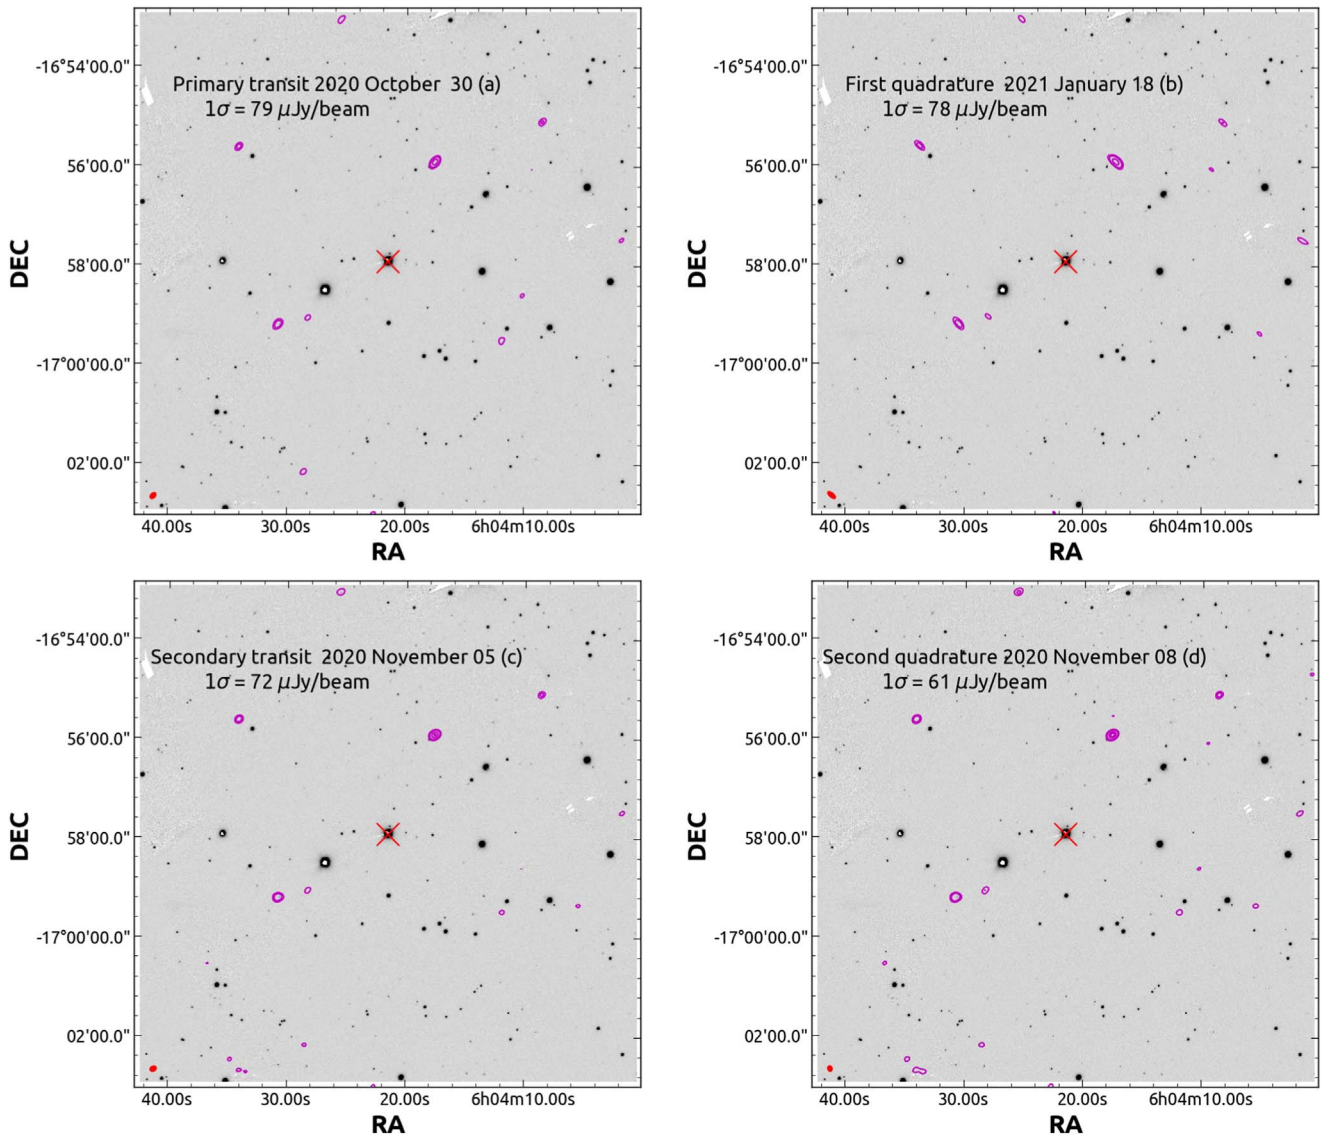 Primary transit 2020 October 30 (a)
1σ = 79 μJy/beam
-16°54'00.0"
56'00.0"
58'00.0"
-17°00'00.0"
02'00.0"
DEC
40.00s 30.00s 20.00s 6h04m10.00s
RA
First quadrature 2021 January 18 (b)
1σ = 78 μJy/beam
-16°54'00.0"
56'00.0"
58'00.0"
-17°00'00.0"
02'00.0"
DEC
40.00s 30.00s 20.00s 6h04m10.00s
RA
Secondary transit 2020 November 05 (c)
1σ = 72 μJy/beam
-16°54'00.0"
56'00.0"
58'00.0"
-17°00'00.0"
02'00.0"
DEC
40.00s 30.00s 20.00s 6h04m10.00s
RA
Second quadrature 2020 November 08 (d)
1σ = 61 μJy/beam
-16°54'00.0"
56'00.0"
58'00.0"
-17°00'00.0"
02'00.0"
DEC
40.00s 30.00s 20.00s 6h04m10.00s
RA